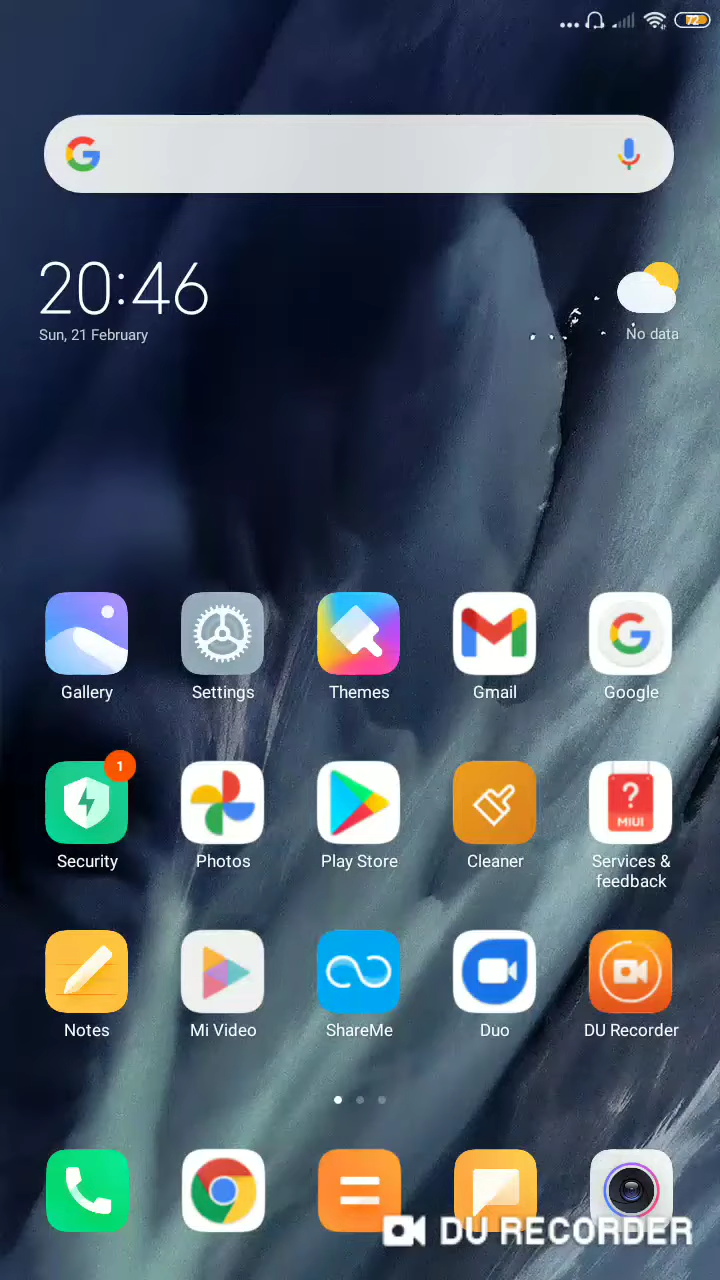 72
20:46
Sun, 21 February
No data
Gallery
Settings
Themes
Gmail
Google
1
Security
Photos
Play Store
Cleaner
?
MIUI
Services &
feedback
Notes
Mi Video
ShareMe
Duo
DU Recorder
DU RECORDER